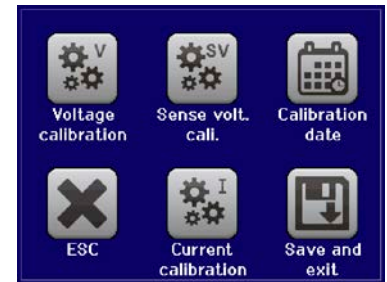 V
SV
Voltage
calibration
Sense volt.
cali.
Calibration
date
I
ESC
Current
calibration
Save and
exit